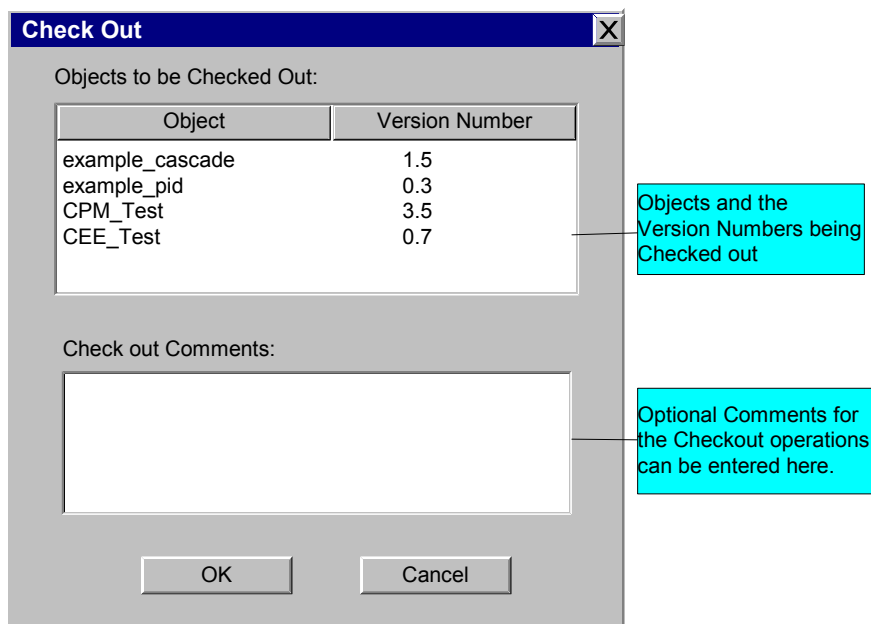 Check Out
X
Objects to be Checked Out:
Object Version Number
example_cascade 1.5
example_pid 0.3
CPM_Test 3.5
CEE_Test 0.7
Objects and the
Version Numbers being
Checked out
Check out Comments:
Optional Comments for
the Checkout operations
can be entered here.
OK Cancel